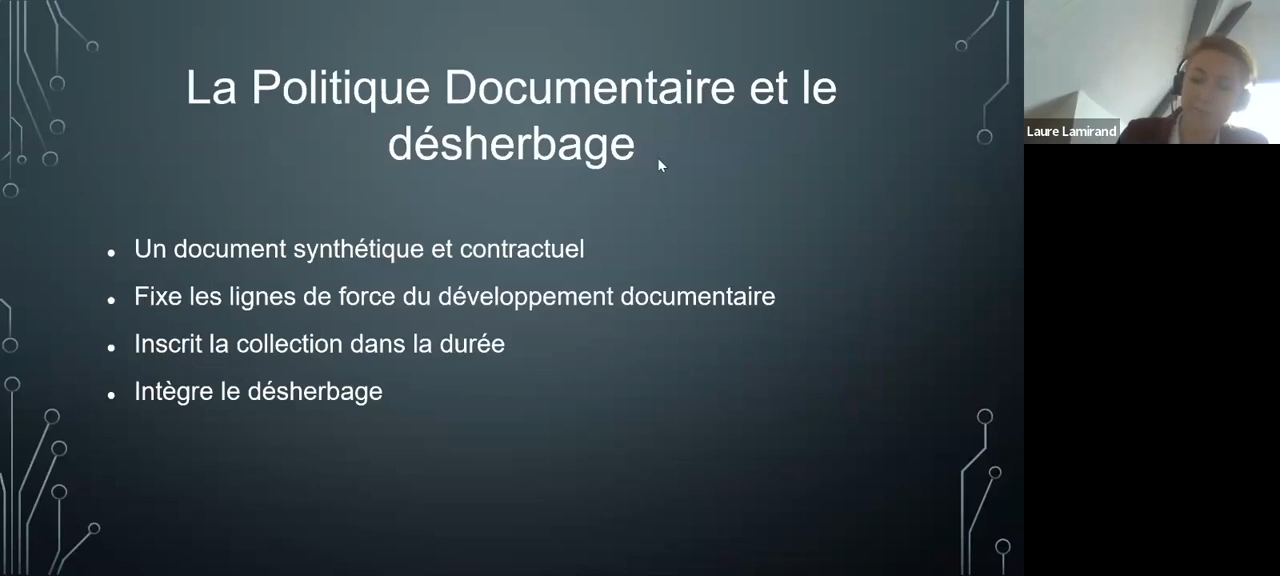 La Politique Documentaire et le
désherbage
Un document synthétique et contractuel
Fixe les lignes de force du développement documentaire
Inscrit la collection dans la durée
Intègre le désherbage
Laure Lamirand